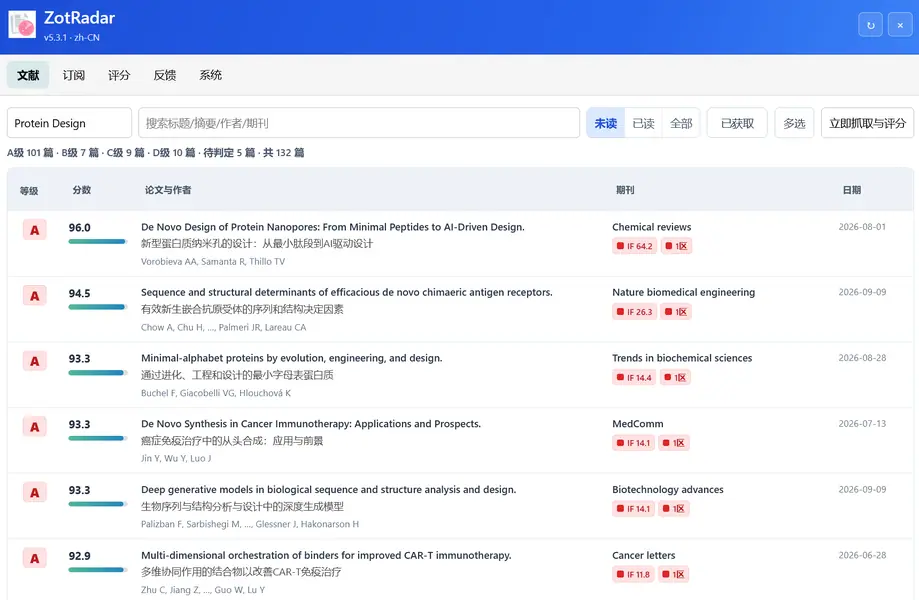 ZotRadar
v5.3.1 · zh-CN
文献 订阅 评分 反馈 系统
Protein Design 搜索标题/摘要/作者/期刊 未读 已读 全部 已获取 多选 立即抓取与评分
A级 101 篇 · B级 7 篇 · C级 9 篇 · D级 10 篇 · 待判定 5 篇 · 共 132 篇
等级 分数 论文与作者 期刊 日期
A 96.0 De Novo Design of Protein Nanopores: From Minimal Peptides to AI-Driven Design. Chemical reviews 2026-08-01
新型蛋白质纳米孔的设计：从最小肽段到AI驱动设计 IF 64.2 1区
Vorobieva AA, Samanta R, Thillo TV
A 94.5 Sequence and structural determinants of efficacious de novo chimaeric antigen receptors. Nature biomedical engineering 2026-09-09
有效新生嵌合抗原受体的序列和结构决定因素 IF 26.3 1区
Chow A, Chu H, ..., Palmeri JR, Lareau CA
A 93.3 Minimal-alphabet proteins by evolution, engineering, and design. Trends in biochemical sciences 2026-08-28
通过进化、工程和设计的最小字母表蛋白质 IF 14.4 1区
Buchel F, Giacobelli VG, Hlouchová K
A 93.3 De Novo Synthesis in Cancer Immunotherapy: Applications and Prospects. MedComm 2026-07-13
癌症免疫治疗中的从头合成：应用与前景 IF 14.1 1区
Jin Y, Wu Y, Luo J
A 93.3 Deep generative models in biological sequence and structure analysis and design. Biotechnology advances 2026-09-09
生物序列与结构分析与设计中的深度生成模型 IF 14.1 1区
Palizban F, Sarbishegi M, ..., Glessner J, Hakonarson H
A 92.9 Multi-dimensional orchestration of binders for improved CAR-T immunotherapy. Cancer letters 2026-06-28
多维协同作用的结合物以改善CAR-T免疫治疗 IF 11.8 1区
Zhu C, Jiang Z, ..., Guo W, Lu Y